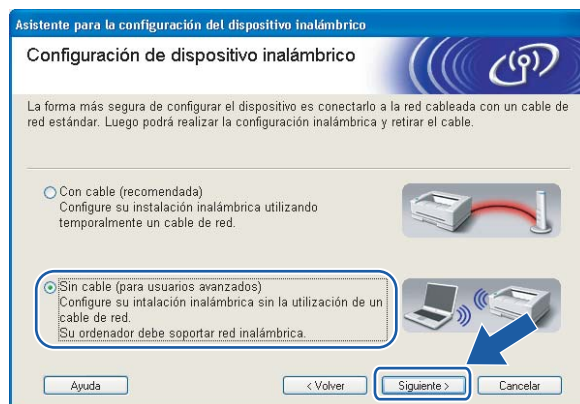 Asistente para la configuración del dispositivo inalámbrico
Configuración de dispositivo inalámbrico
La forma más segura de configurar el dispositivo es conectarlo a la red cableada con un cable de
red estándar. Luego podrá realizar la configuración inalámbrica y retirar el cable.
Con cable (recomendada)
Configure su instalación inalámbrica utilizando
temporalmente un cable de red.
Sin cable (para usuarios avanzados)
Configure su intalación inalámbrica sin la utilización de un
cable de red.
Su ordenador debe soportar red inalámbrica.
Ayuda
< Volver
Siguiente >
Cancelar